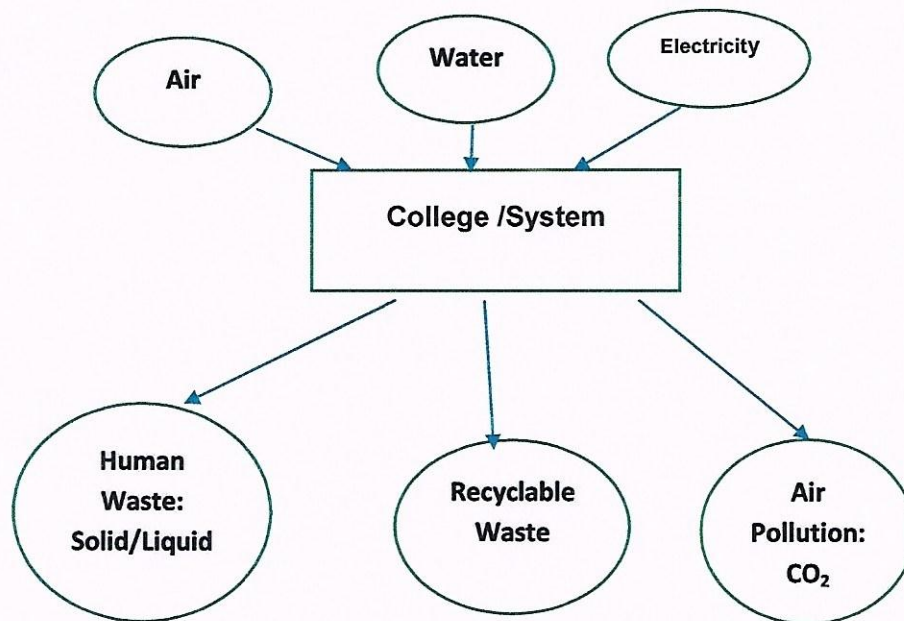 Air
Water
Electricity
College /System
Human
Waste:
Solid/Liquid
Recyclable
Waste
Air
Pollution:
CO₂